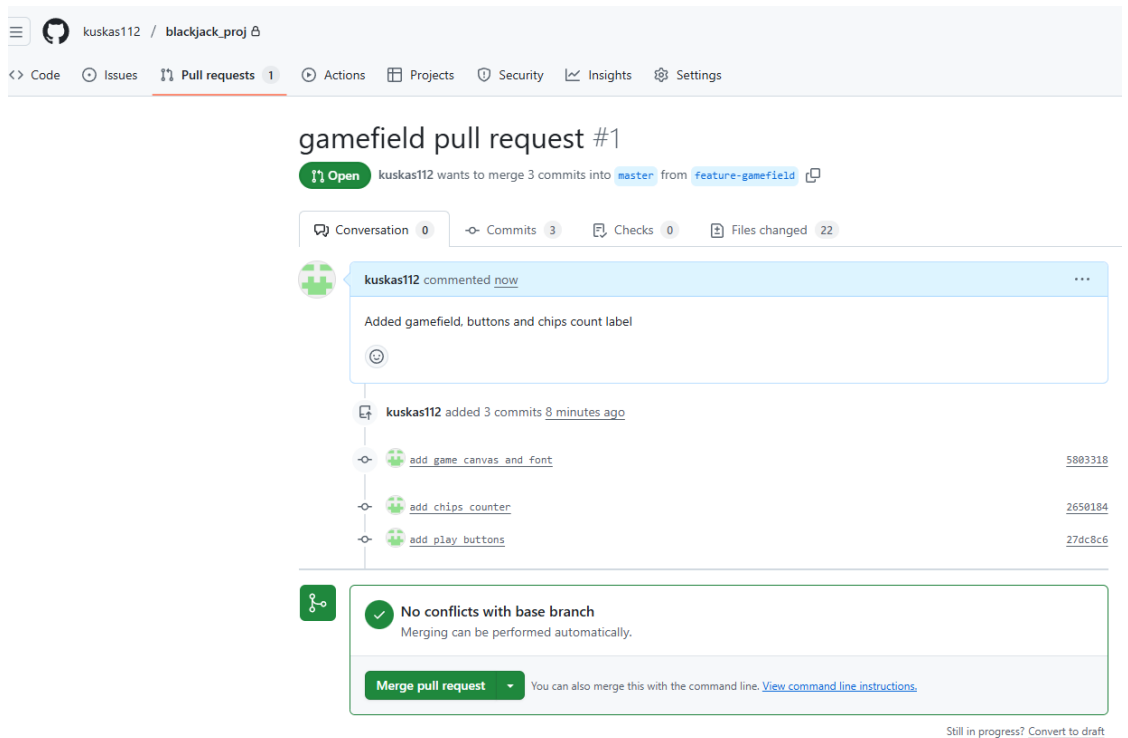 kuskas112 / blackjack_proj
Code Issues Pull requests 1 Actions Projects Security Insights Settings
gamefield pull request #1
Open kuskas112 wants to merge 3 commits into master from feature-gamefield
Conversation 0 Commits 3 Checks 0 Files changed 22
kuskas112 commented now
Added gamefield, buttons and chips count label
kuskas112 added 3 commits 8 minutes ago
add game canvas and font 5803318
add chips counter 2650184
add play buttons 27dc8c6
No conflicts with base branch
Merging can be performed automatically.
Merge pull request You can also merge this with the command line. View command line instructions.
Still in progress? Convert to draft